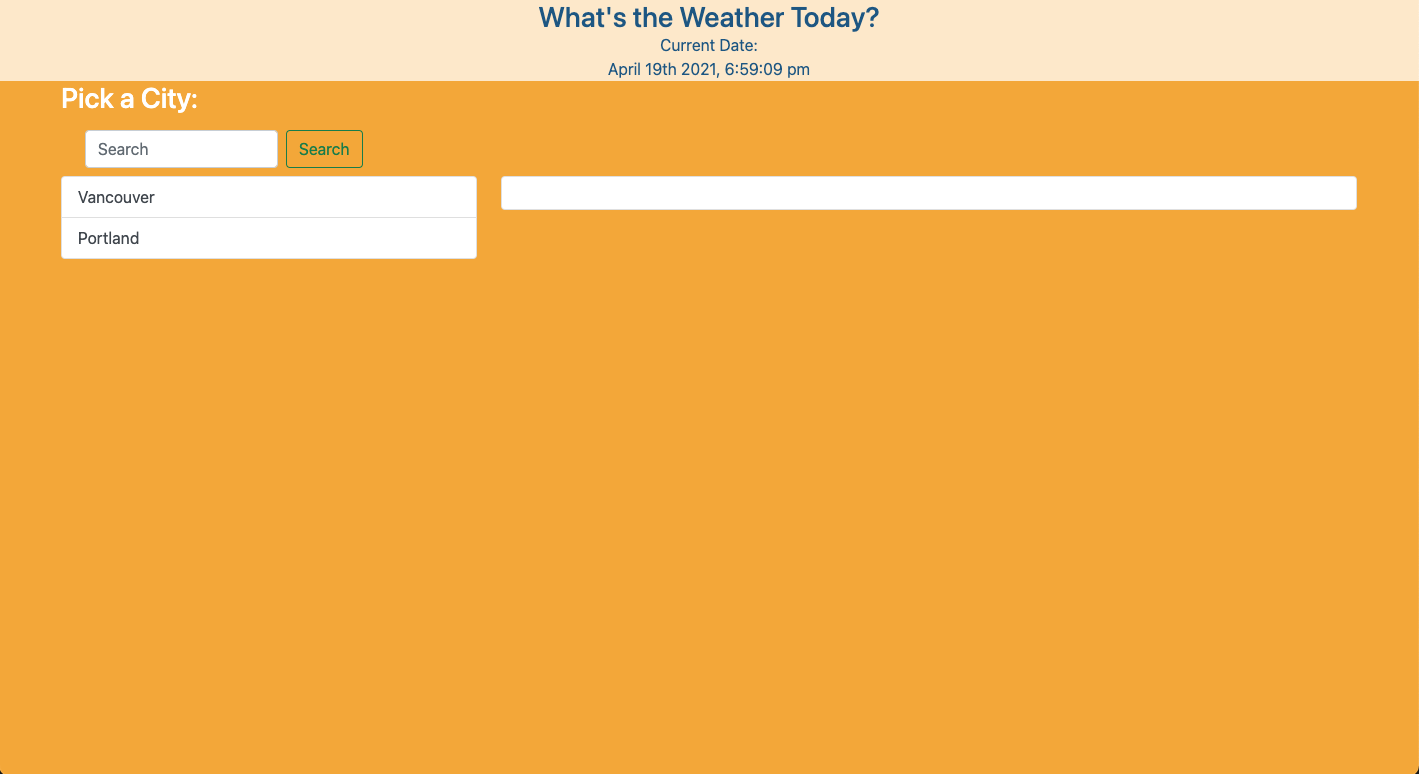 What's the Weather Today?
Current Date:
April 19th 2021, 6:59:09 pm
Pick a City:
Search Search
Vancouver
Portland